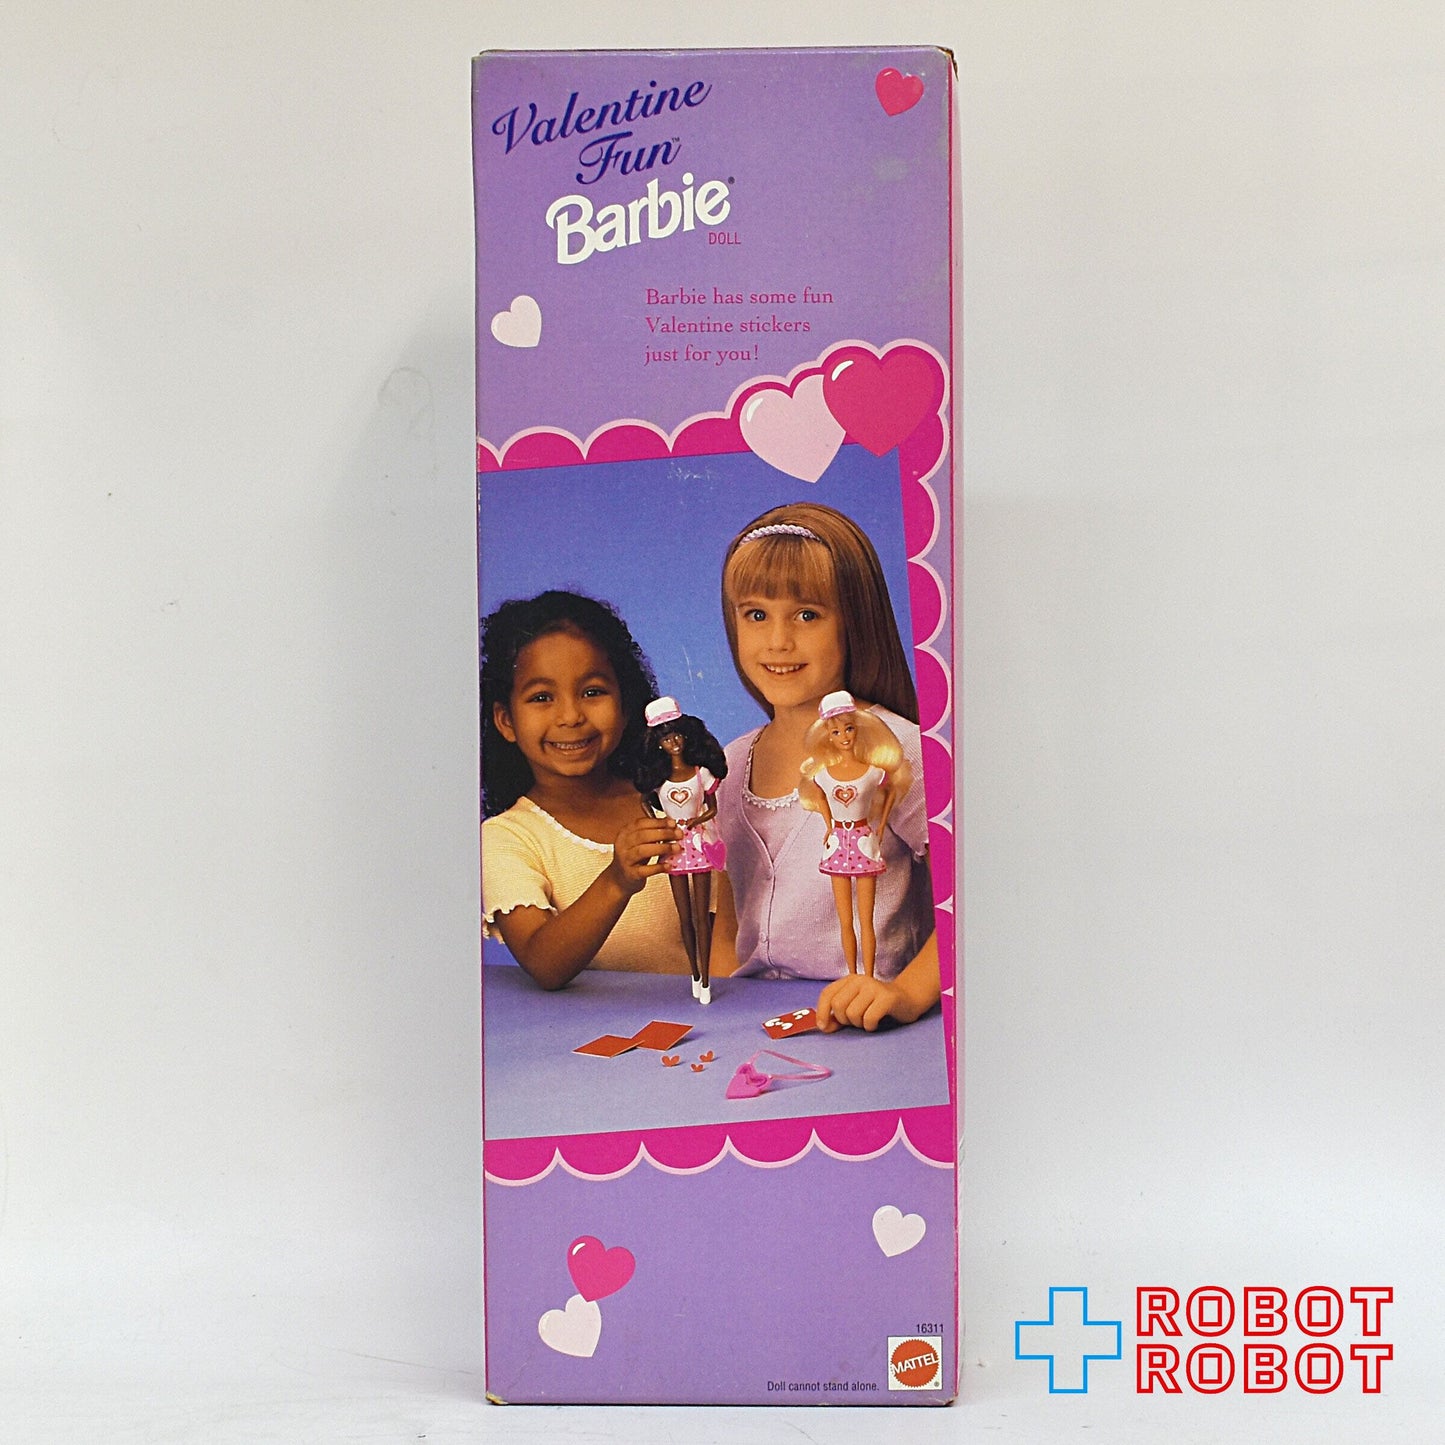 Valentine
Fun™
Barbie®
DOLL
Barbie has some fun
Valentine stickers
just for you!
16311
MATTEL
®
Doll cannot stand alone.
ROBOT
ROBOT